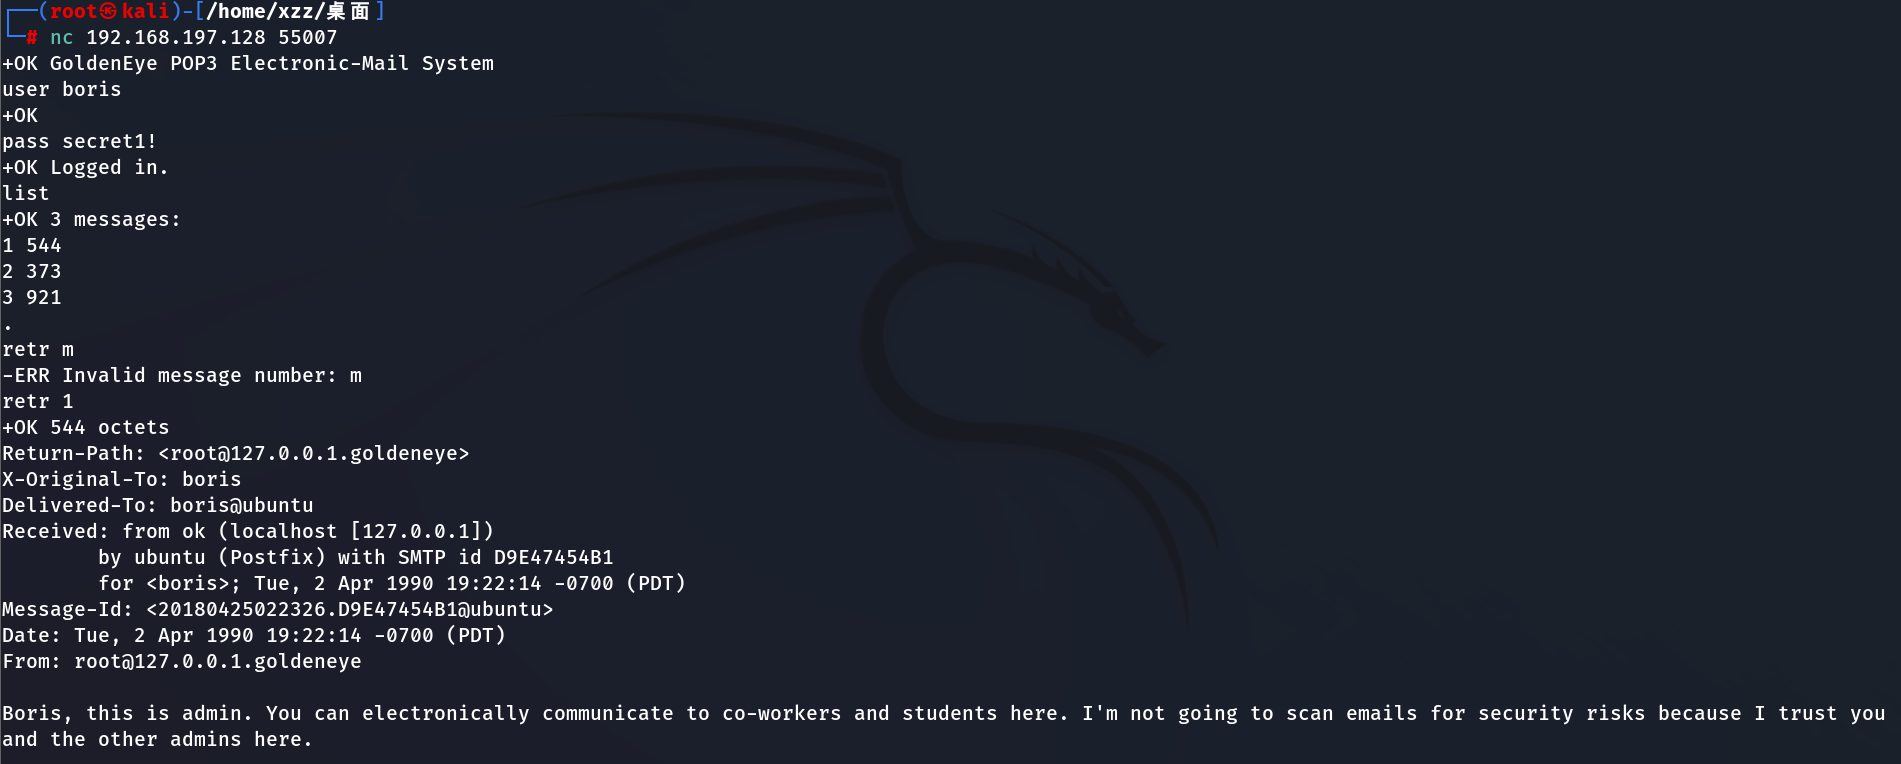 ┌──(root㉿kali)-[/home/xzz/桌面]
└─# nc 192.168.197.128 55007
+OK GoldenEye POP3 Electronic-Mail System
user boris
+OK
pass secret1!
+OK Logged in.
list
+OK 3 messages:
1 544
2 373
3 921
.
retr m
-ERR Invalid message number: m
retr 1
+OK 544 octets
Return-Path: <root@127.0.0.1.goldeneye>
X-Original-To: boris
Delivered-To: boris@ubuntu
Received: from ok (localhost [127.0.0.1])
        by ubuntu (Postfix) with SMTP id D9E47454B1
        for <boris>; Tue, 2 Apr 1990 19:22:14 -0700 (PDT)
Message-Id: <20180425022326.D9E47454B1@ubuntu>
Date: Tue, 2 Apr 1990 19:22:14 -0700 (PDT)
From: root@127.0.0.1.goldeneye

Boris, this is admin. You can electronically communicate to co-workers and students here. I'm not going to scan emails for security risks because I trust you
and the other admins here.